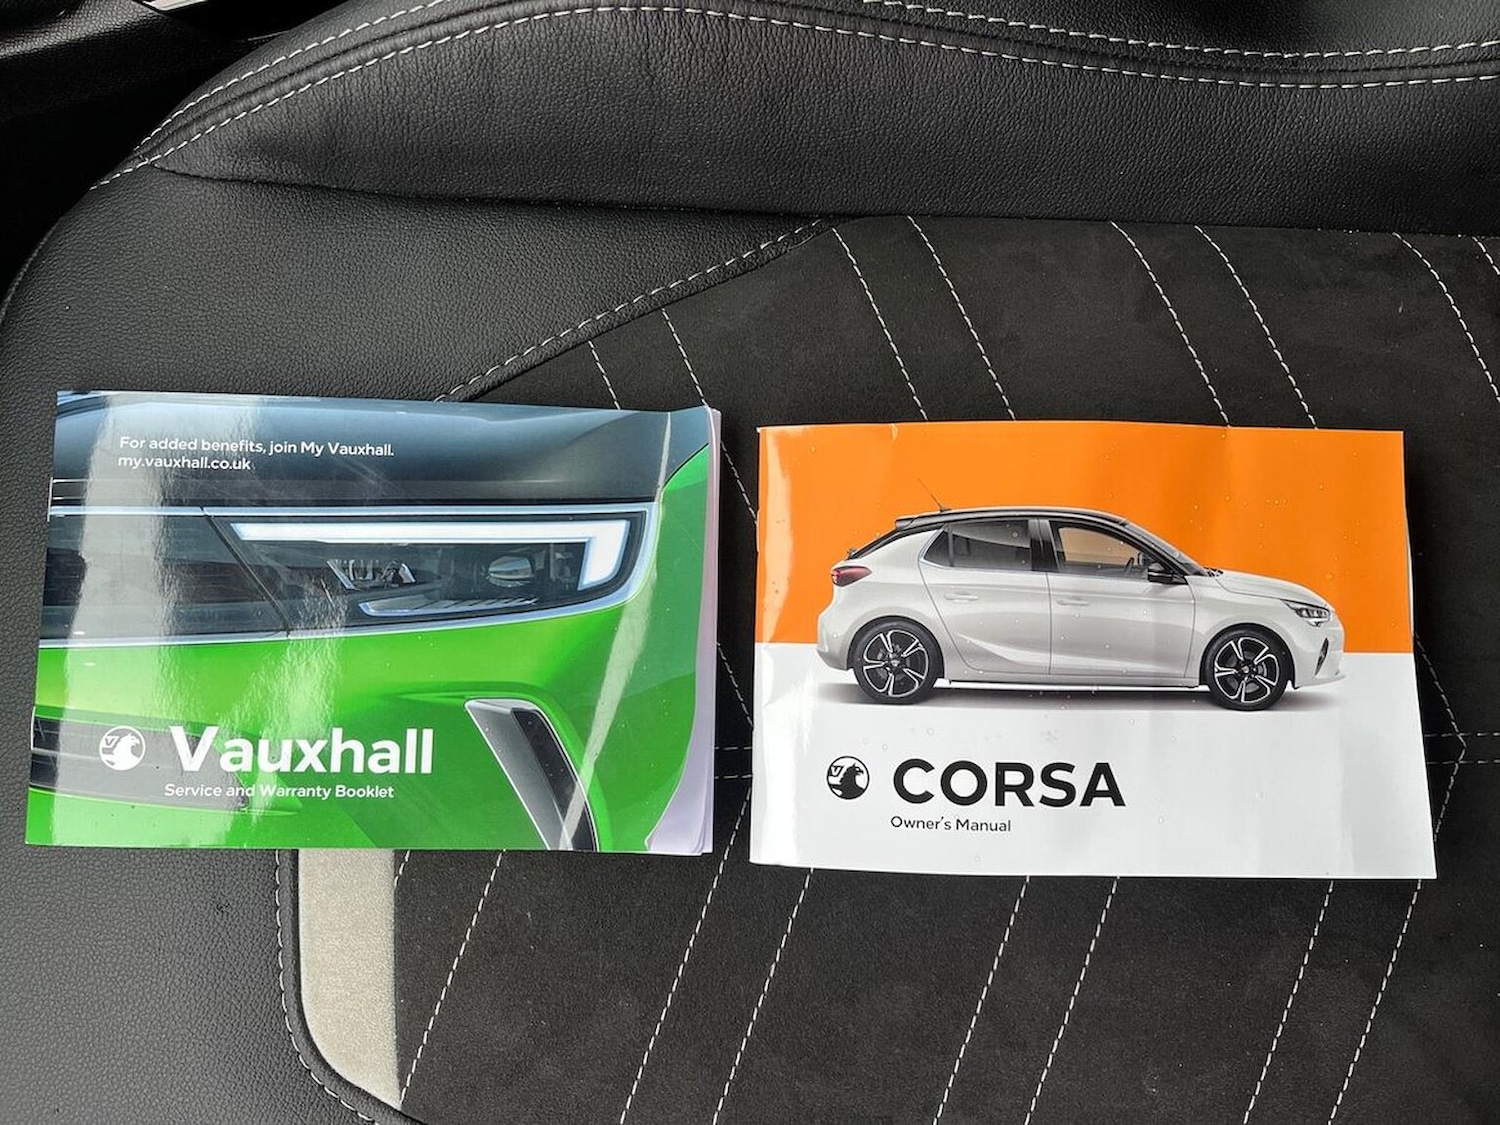 For added benefits, join My Vauxhall.
my.vauxhall.co.uk
Vauxhall
Service and Warranty Booklet
CORSA
Owner's Manual